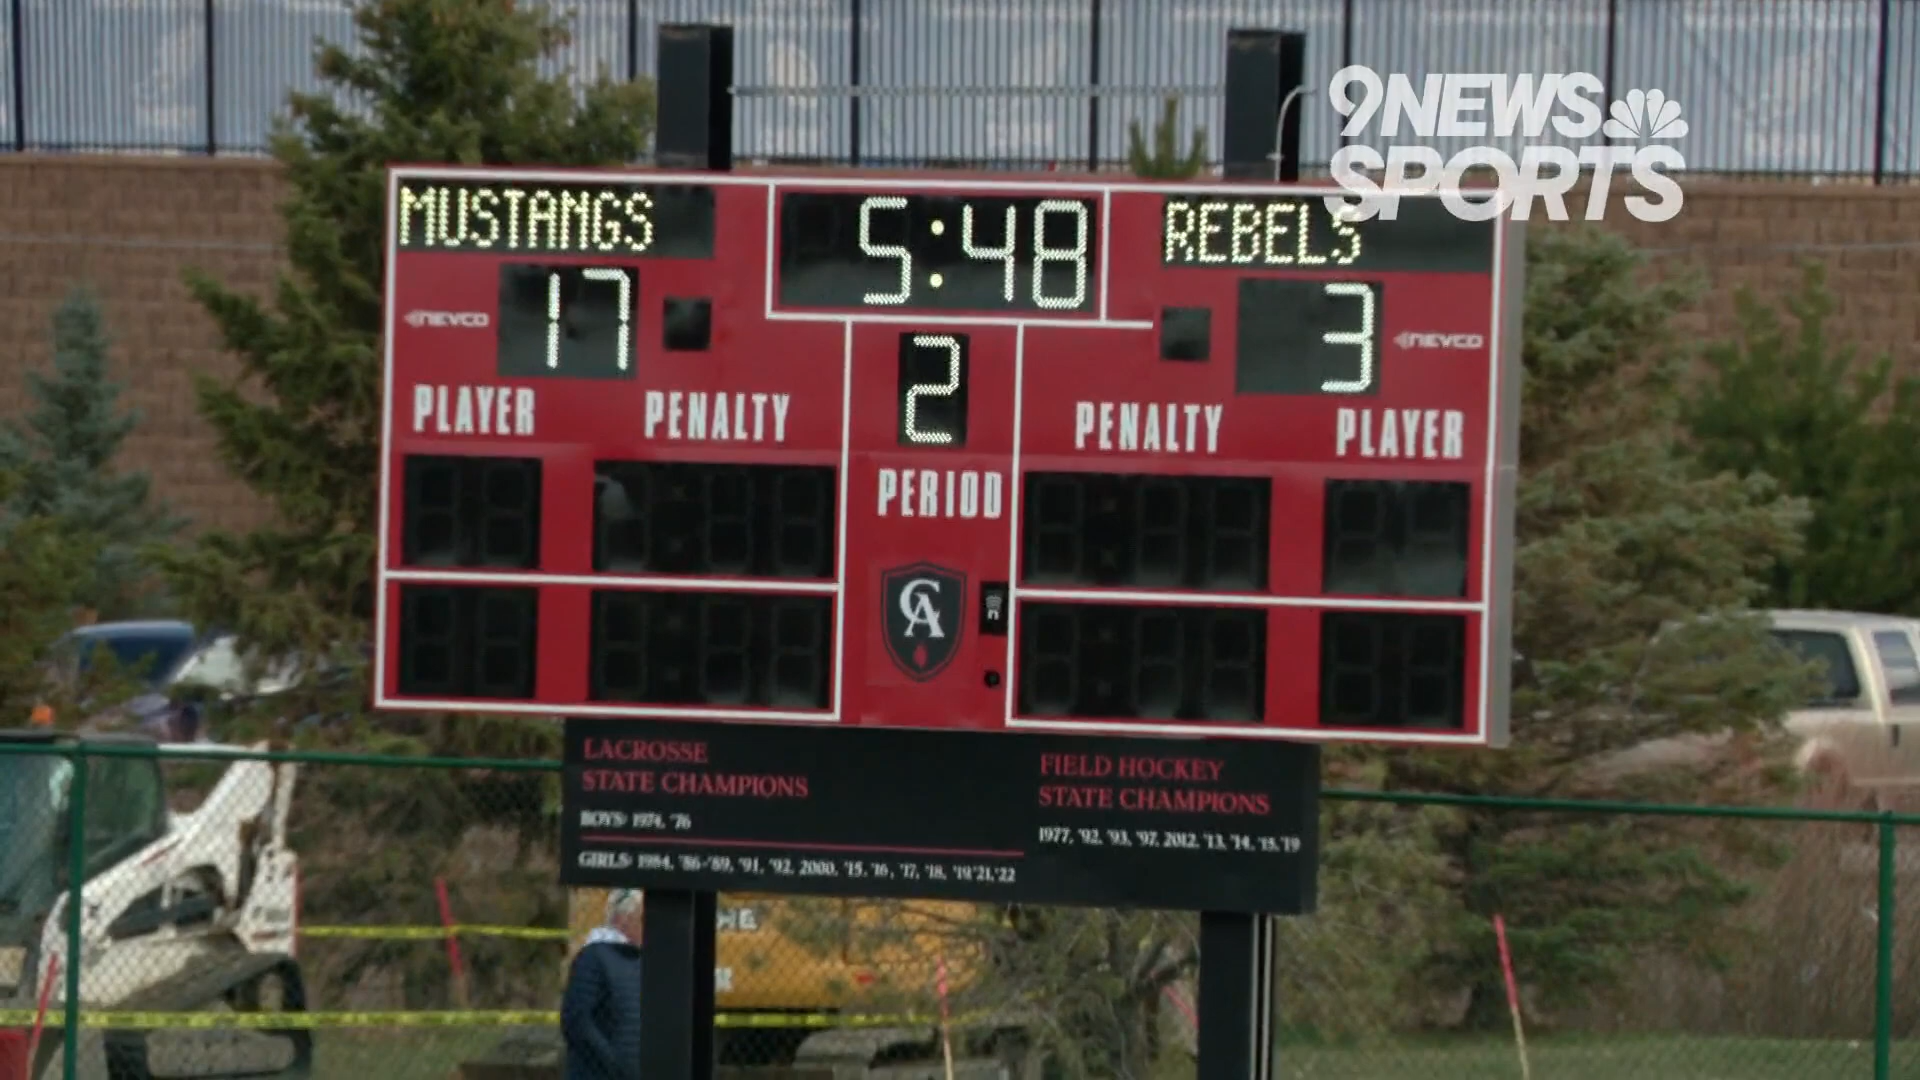 9NEWS
SPORTS
MUSTANGS 5:48 REBELS
17 3
NEVCO 2 NEVCO
PLAYER PENALTY PENALTY PLAYER
PERIOD
CA
LACROSSE
STATE CHAMPIONS
BOYS: 1974, '76
GIRLS: 1984, '86-'89, '91, '92, 2000, '15, '16, '17, '18, '19,'21,'22
FIELD HOCKEY
STATE CHAMPIONS
1977, '92, '93, '97, 2012, '13, '14, '15, '19